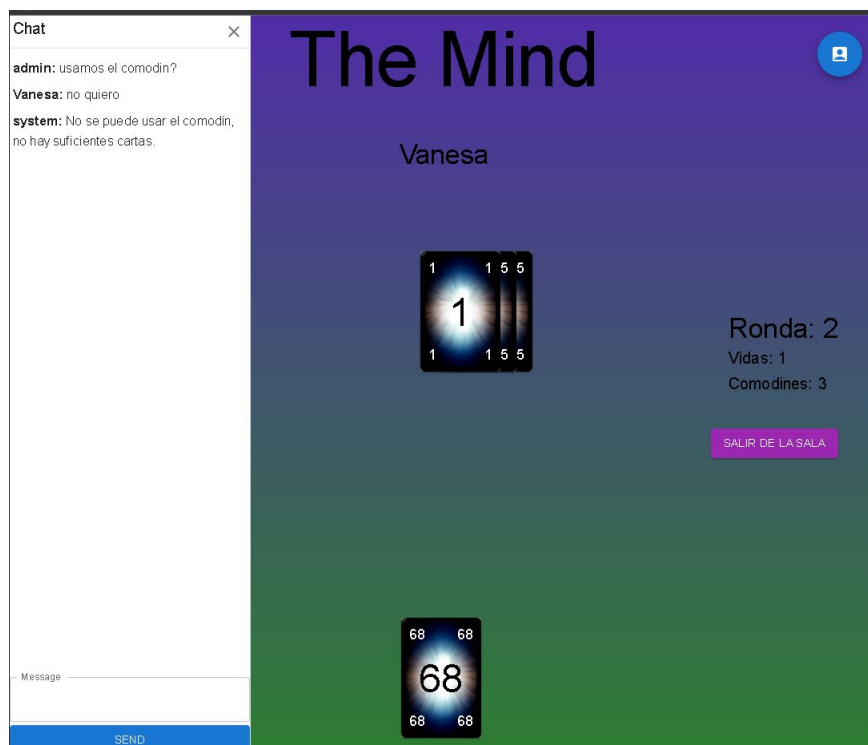 Chat
admin: usamos el comodin?
Vanesa: no quiero
system: No se puede usar el comodín,
no hay suficientes cartas.
Message
SEND
The Mind
Vanesa
1 1 5 5
1
1 1 5 5
Ronda: 2
Vidas: 1
Comodines: 3
SALIR DE LA SALA
68 68
68
68 68